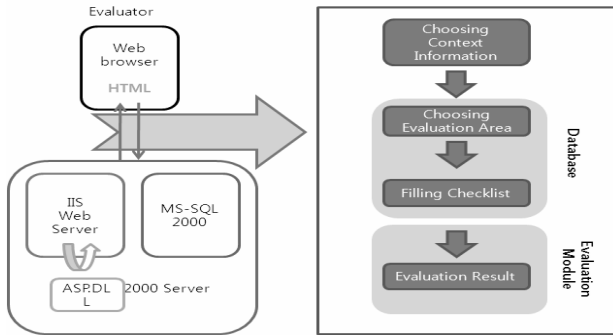 Evaluator
Web
browser
HTML
IIS
Web
Server
MS-SQL
2000
ASP.DL
L
2000 Server
Choosing
Context
Information
Choosing
Evaluation Area
Filling Checklist
Database
Evaluation Result
Evaluation
Module